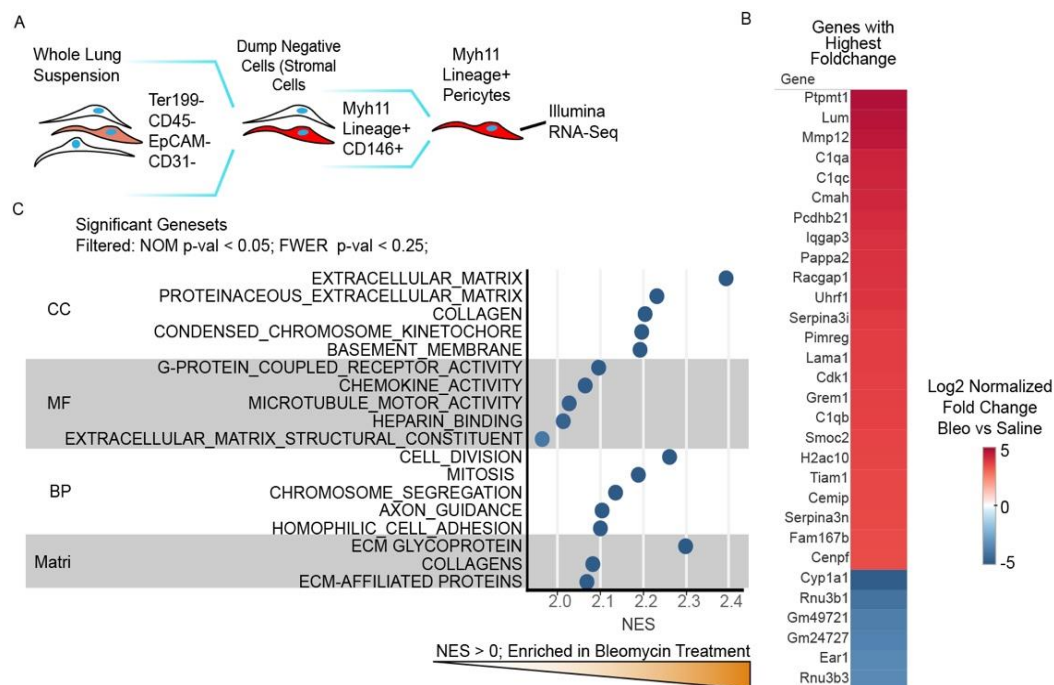 A
Whole Lung
Suspension
Ter199-
CD45-
EpCAM-
CD31-
Dump Negative
Cells (Stromal
Cells
Myh11
Lineage+
CD146+
Myh11
Lineage+
Pericytes
Illumina
RNA-Seq
B
Genes with
Highest
Foldchange
Gene
Ptpmt1
Lum
Mmp12
C1qa
C1qc
Cmah
Pcdhb21
Iqgap3
Pappa2
Racgap1
Uhrf1
Serpina3i
Pimreg
Lama1
Cdk1
Grem1
C1qb
Smoc2
H2ac10
Tiam1
Cemip
Serpina3n
Fam167b
Cenpf
Cyp1a1
Rnu3b1
Gm49721
Gm24727
Ear1
Rnu3b3
Log2 Normalized
Fold Change
Bleo vs Saline
5
0
-5
C
Significant Genesets
Filtered: NOM p-val < 0.05; FWER p-val < 0.25;
CC
EXTRACELLULAR_MATRIX
PROTEINACEOUS_EXTRACELLULAR_MATRIX
COLLAGEN
CONDENSED_CHROMOSOME_KINETOCHORE
BASEMENT_MEMBRANE
MF
G-PROTEIN_COUPLED_RECEPTOR_ACTIVITY
CHEMOKINE_ACTIVITY
MICROTUBULE_MOTOR_ACTIVITY
HEPARIN_BINDING
EXTRACELLULAR_MATRIX_STRUCTURAL_CONSTITUENT
BP
CELL_DIVISION
MITOSIS
CHROMOSOME_SEGREGATION
AXON_GUIDANCE
HOMOPHILIC_CELL_ADHESION
Matri
ECM GLYCOPROTEIN
COLLAGENS
ECM-AFFILIATED PROTEINS
2.0 2.1 2.2 2.3 2.4
NES
NES > 0; Enriched in Bleomycin Treatment